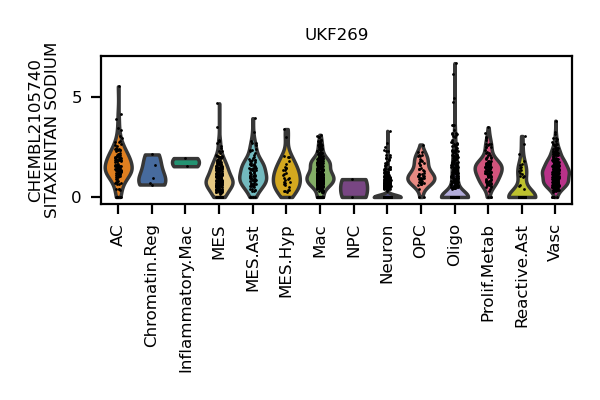 UKF269
CHEMBL2105740
SITAXENTAN SODIUM
5
0
AC
Chromatin.Reg
Inflammatory.Mac
MES
MES.Ast
MES.Hyp
Mac
NPC
Neuron
OPC
Oligo
Prolif.Metab
Reactive.Ast
Vasc